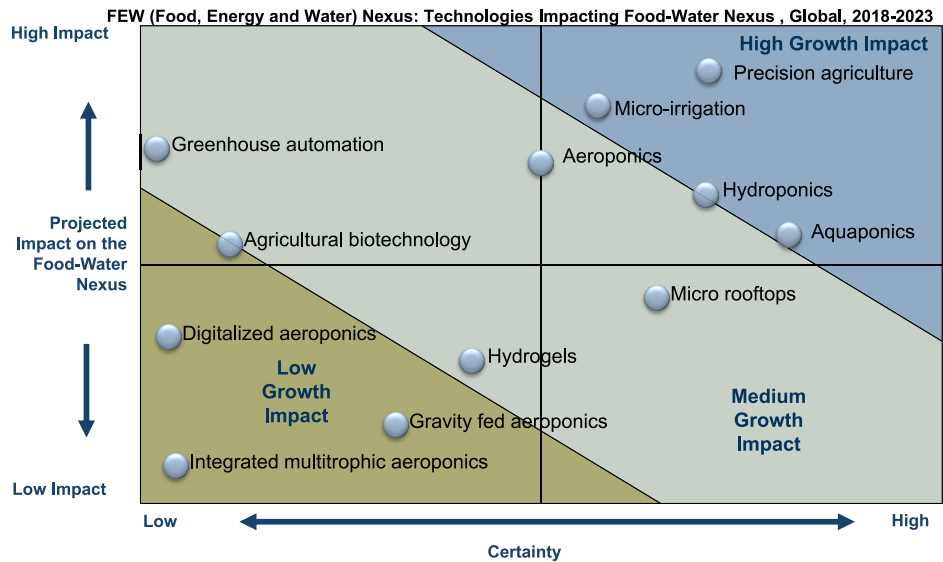 FEW (Food, Energy and Water) Nexus: Technologies Impacting Food-Water Nexus , Global, 2018-2023
High Impact
High Growth Impact
Precision agriculture
Micro-irrigation
Greenhouse automation
Aeroponics
Hydroponics
Projected
Impact on the
Food-Water
Nexus
Agricultural biotechnology
Aquaponics
Micro rooftops
Digitalized aeroponics
Hydrogels
Low
Growth
Impact
Medium
Growth
Impact
Gravity fed aeroponics
Integrated multitrophic aeroponics
Low Impact
Low
High
Certainty